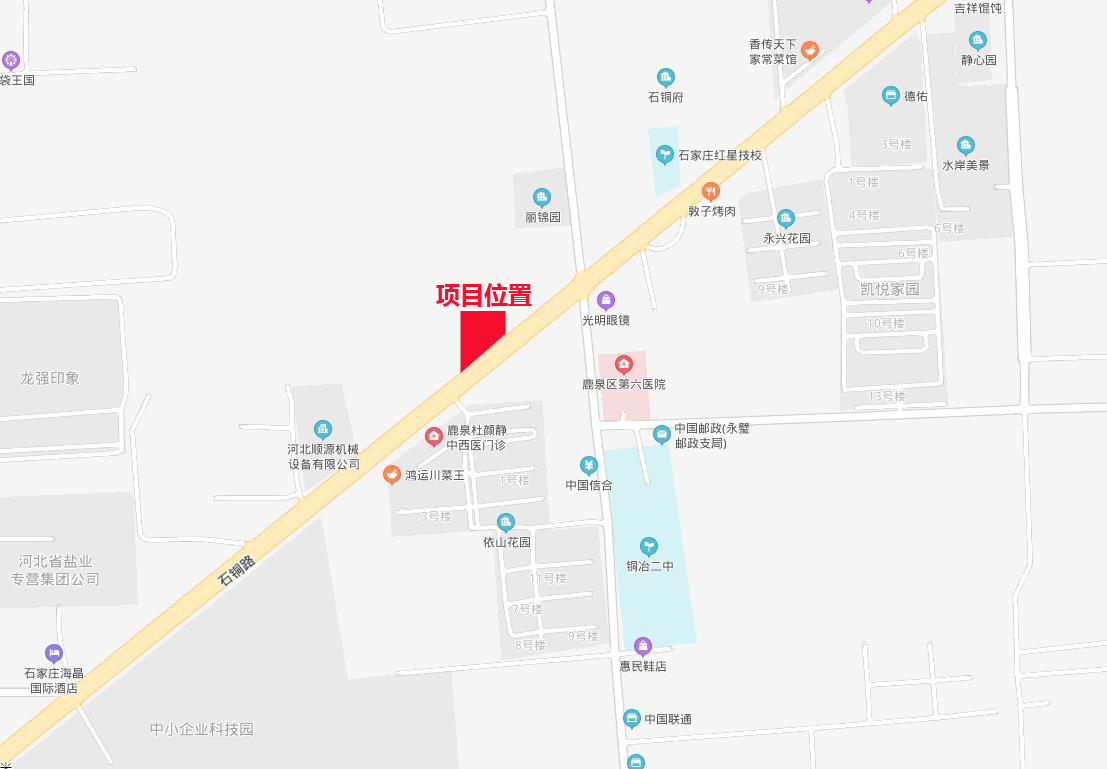 吉祥馄饨
香传天下
家常菜馆
静心园
袋王国
石铜府
德佑
3号楼
石家庄红星技校
水岸美景
1号楼
敦子烤肉
丽锦园
4号楼
永兴花园
6号楼
6号楼
项目位置
9号楼
凯悦家园
光明眼镜
10号楼
龙强印象
鹿泉区第六医院
13号楼
鹿泉杜颜静
中西医门诊
中国邮政(永璧
邮政支局)
河北顺源机械
设备有限公司
鸿运川菜王
1号楼
中国信合
3号楼
依山花园
河北省盐业
专营集团公司
石铜路
铜冶二中
11号楼
7号楼
9号楼
8号楼
惠民鞋店
石家庄海晶
国际酒店
中国联通
中小企业科技园